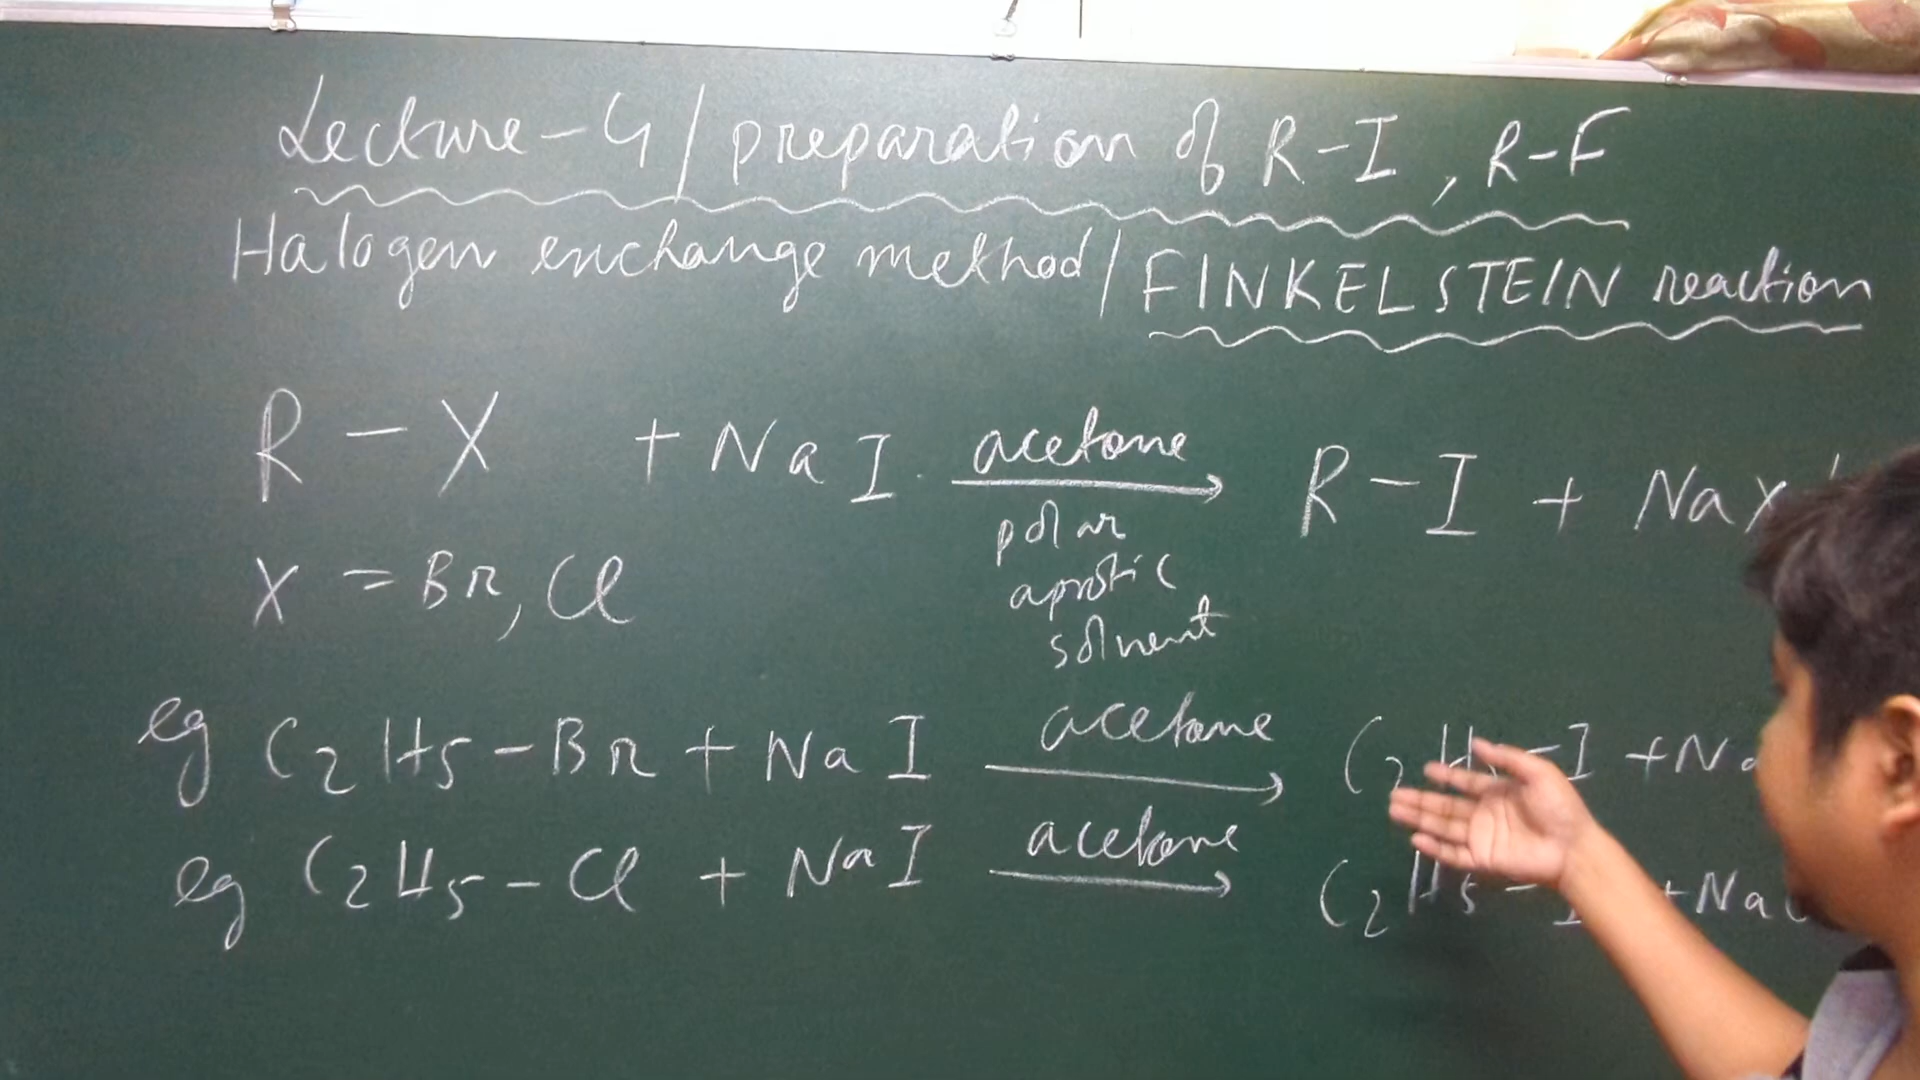 Lecture-4/preparation of R-I, R-F
Halogen exchange method/FINKELSTEIN reaction
R-X + NaI acetone → R-I + NaX
polar
aprotic
solvent
X = Br, Cl
eg C2H5-Br + NaI acetone → C2H5-I + Na
eg C2H5-Cl + NaI acetone → C2H5-I + Na